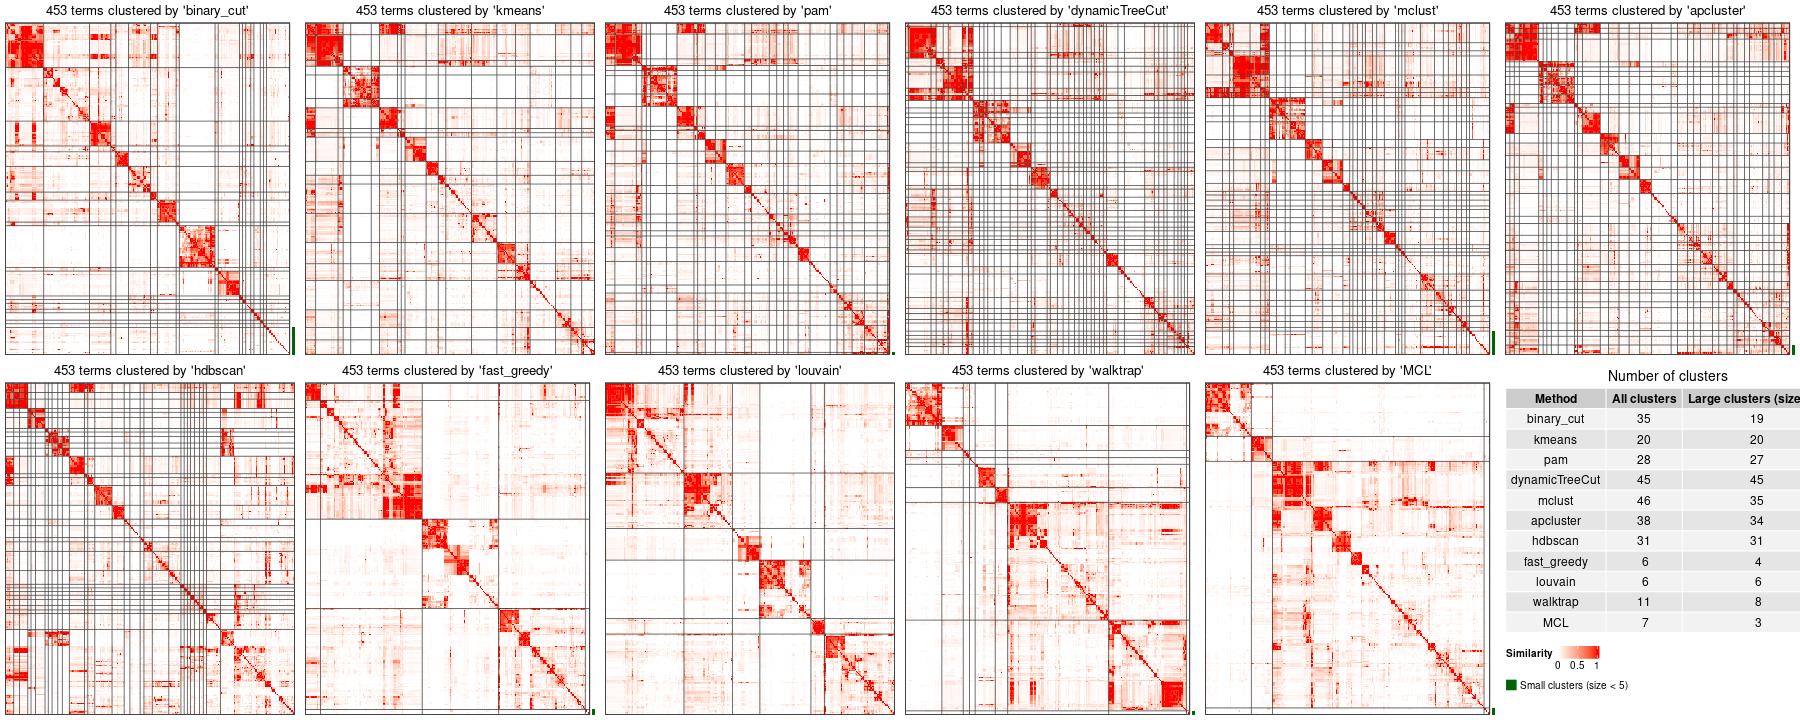 453 terms clustered by 'binary_cut'
453 terms clustered by 'kmeans'
453 terms clustered by 'pam'
453 terms clustered by 'dynamicTreeCut'
453 terms clustered by 'mclust'
453 terms clustered by 'apcluster'
453 terms clustered by 'hdbscan'
453 terms clustered by 'fast_greedy'
453 terms clustered by 'louvain'
453 terms clustered by 'walktrap'
453 terms clustered by 'MCL'
Number of clusters
Method All clusters Large clusters (size
binary_cut 35 19
kmeans 20 20
pam 28 27
dynamicTreeCut 45 45
mclust 46 35
apcluster 38 34
hdbscan 31 31
fast_greedy 6 4
louvain 6 6
walktrap 11 8
MCL 7 3
Similarity
0 0.5 1
Small clusters (size < 5)